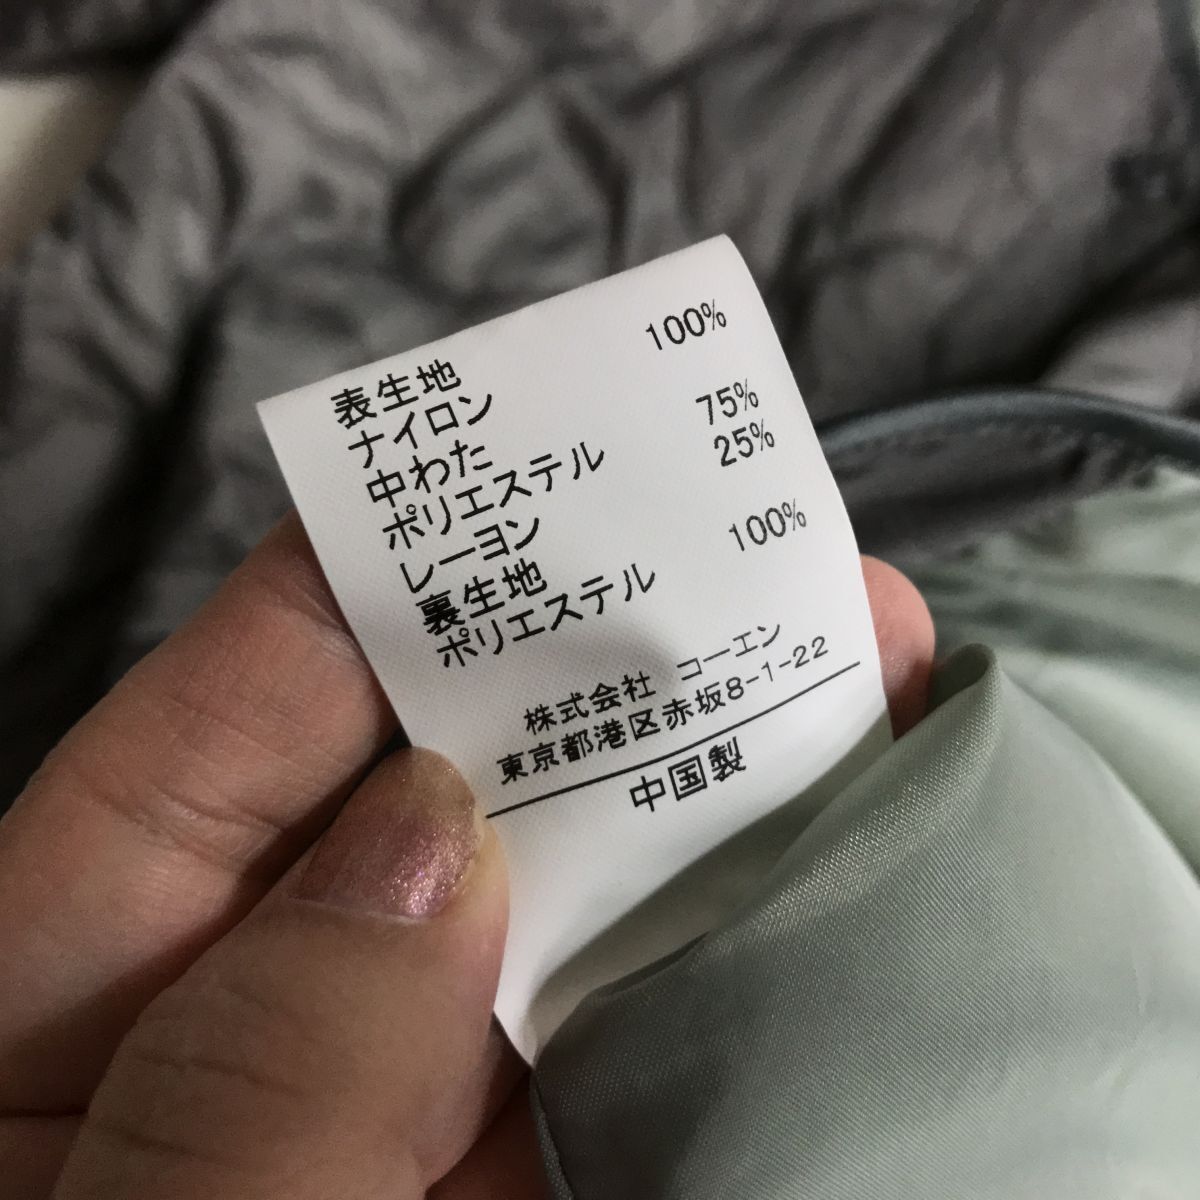 表生地
ナイロン 100%
中わた
ポリエステル 75%
レーヨン 25%
裏生地
ポリエステル 100%
株式会社 コーエン
東京都港区赤坂8-1-22
中国製